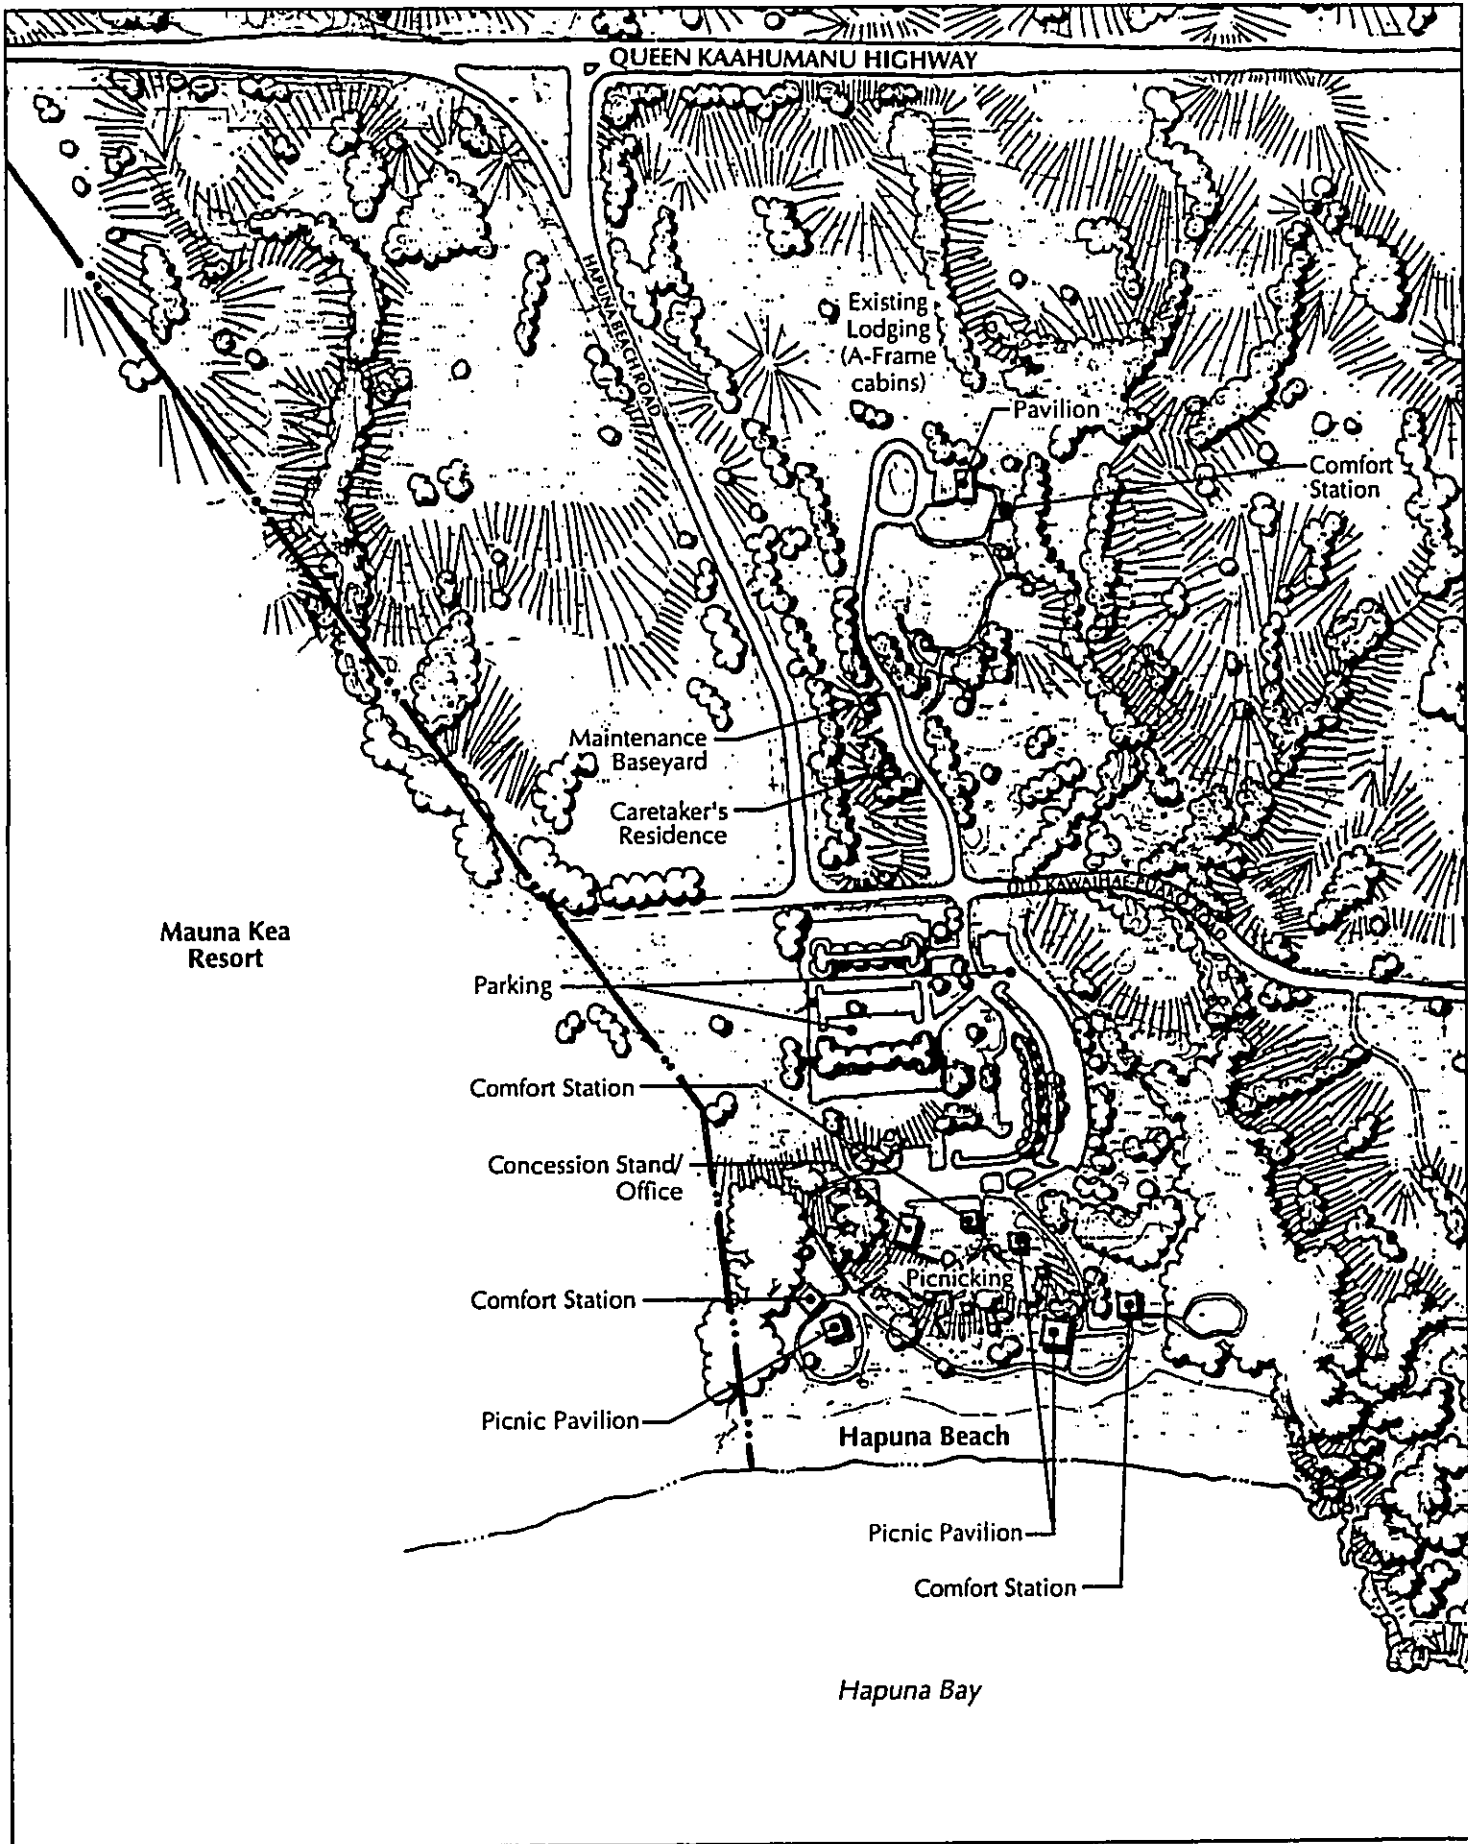 QUEEN KAAHUMANU HIGHWAY
HAPUNA BEACH ROAD
Existing
Lodging
(A-Frame
cabins)
Pavilion
Comfort
Station
Maintenance
Baseyard
Caretaker's
Residence
OLD KAWAIHAE-PUAKO ROAD
Mauna Kea
Resort
Parking
Comfort Station
Concession Stand/
Office
Picnicking
Comfort Station
Picnic Pavilion
Hapuna Beach
Picnic Pavilion
Comfort Station
Hapuna Bay